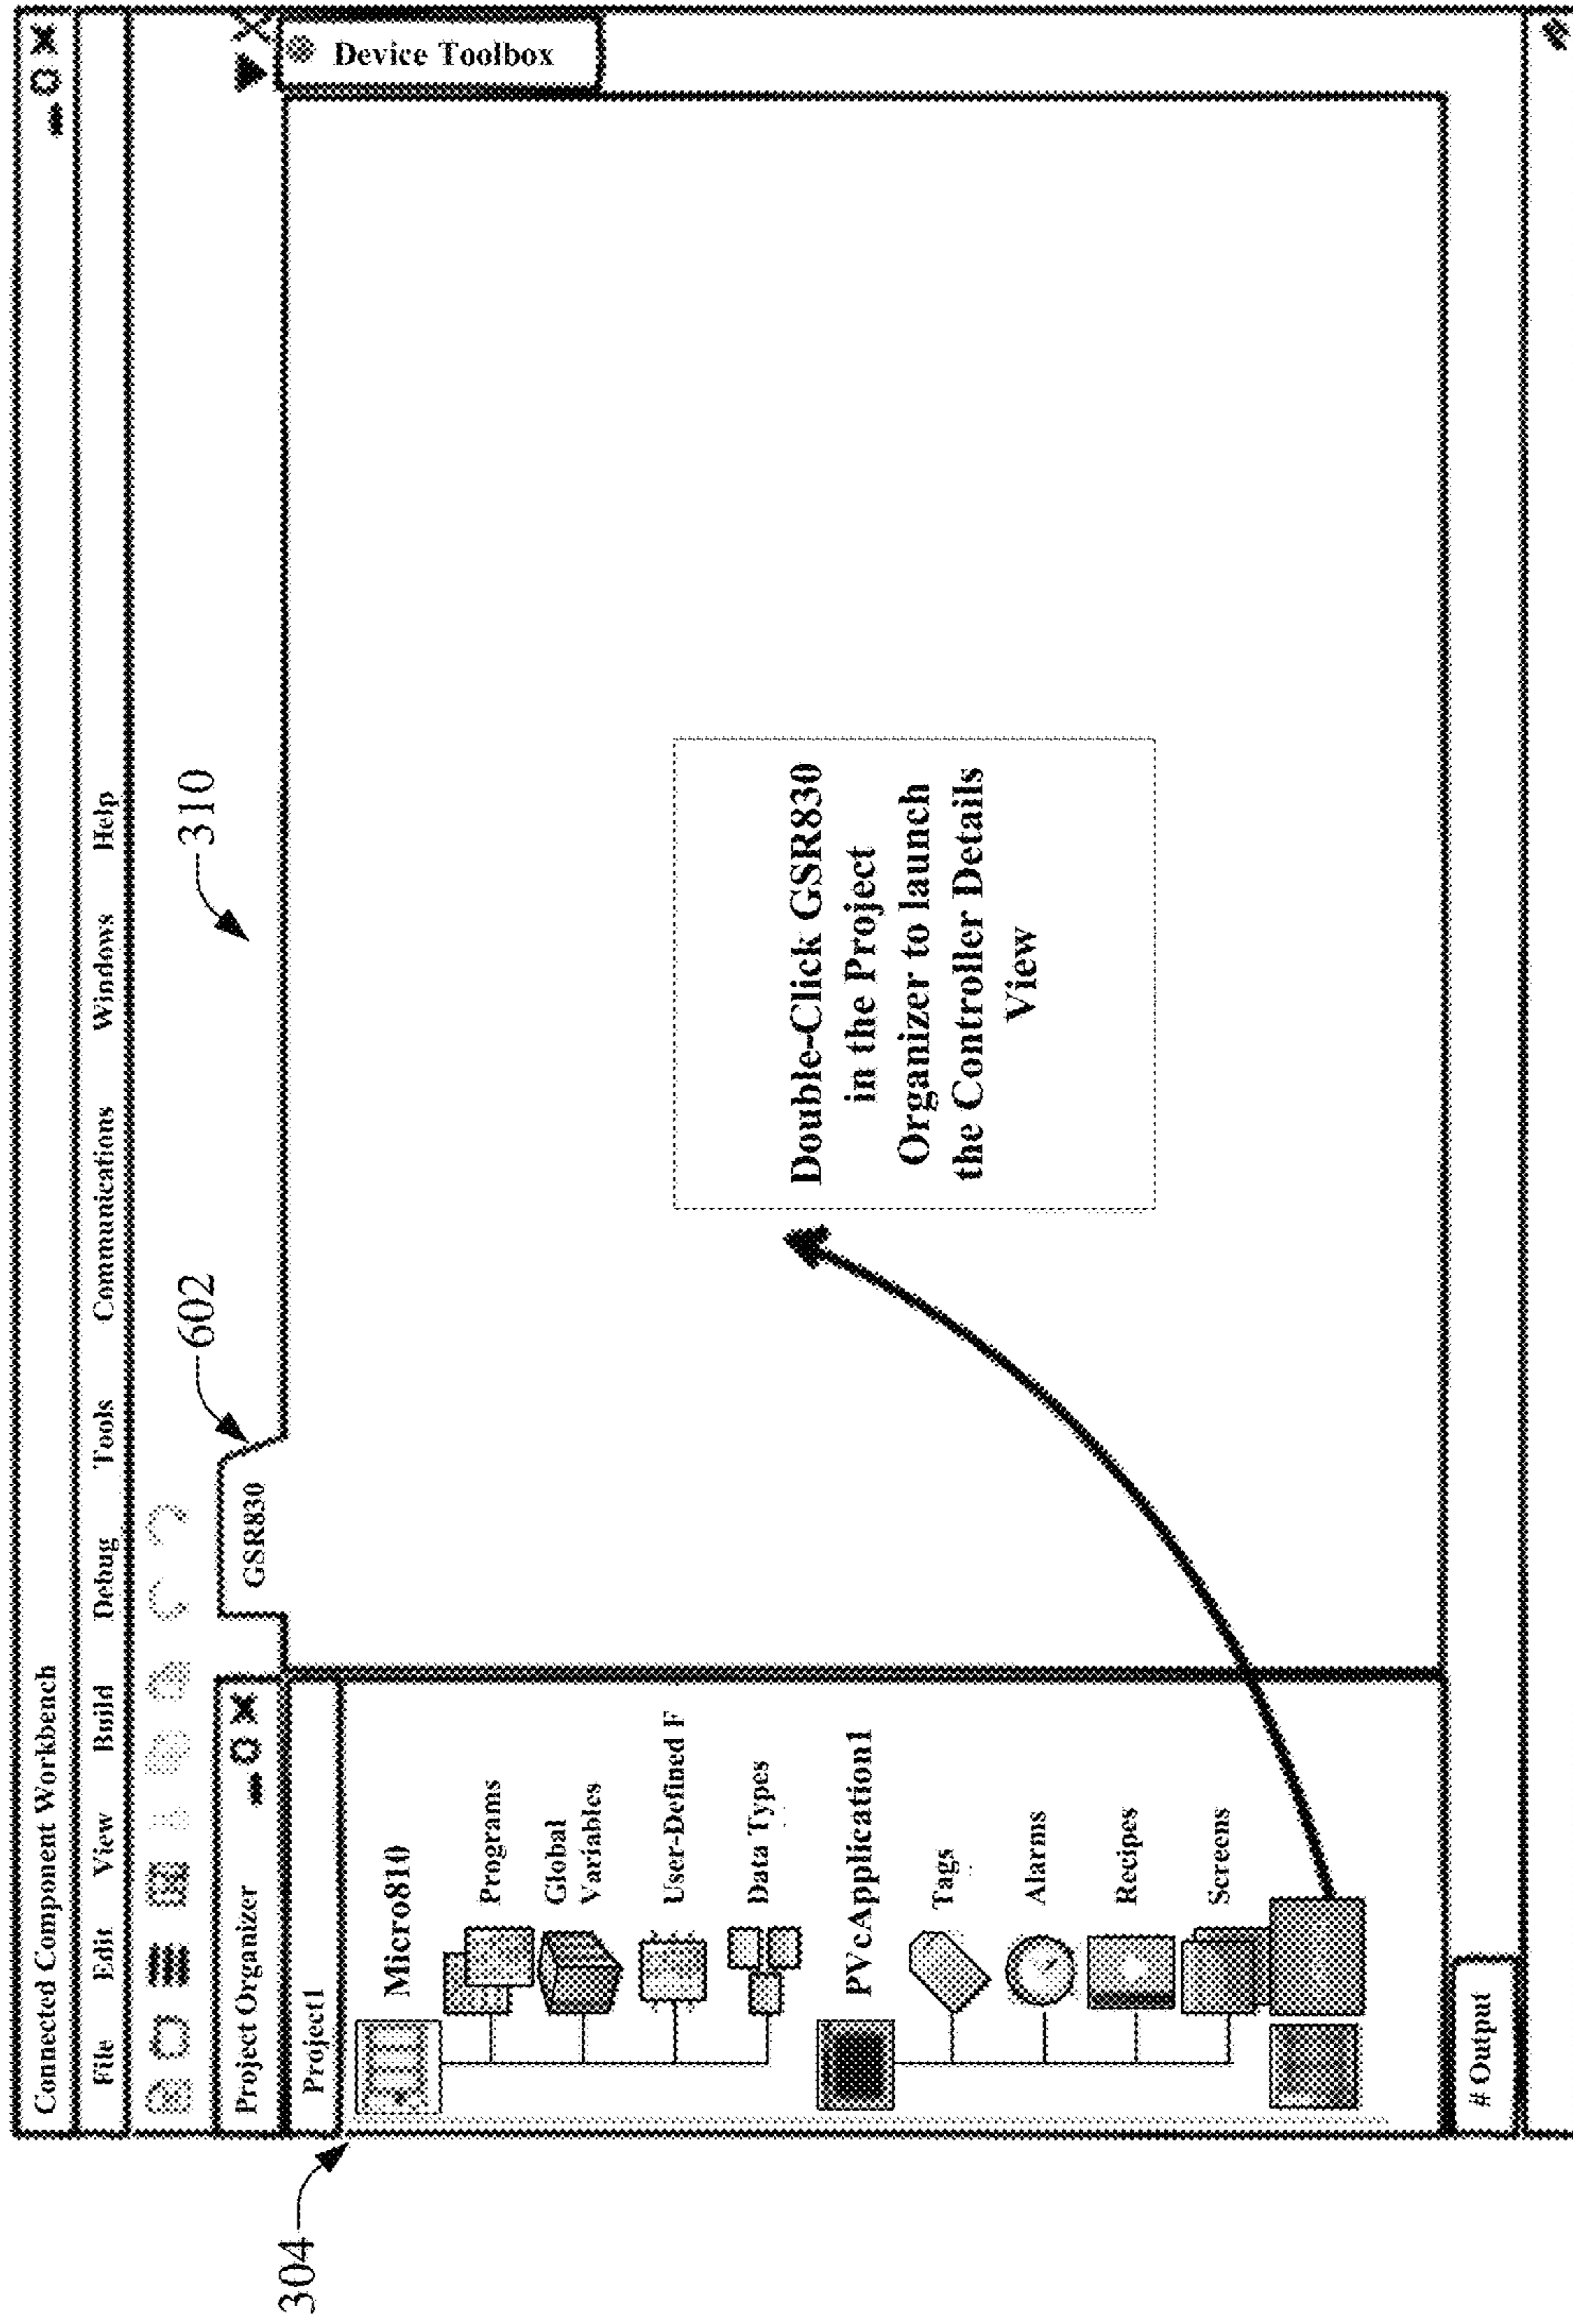 Connected Component Workbench
File Edit View Build Debug Tools Communications Windows Help
310
602
Project Organizer
GSR830
Device Toolbox
Project1
304
Micro810
Programs
Global
Variables
User-Defined F
Data Types
PVcApplication1
Tags
Alarms
Recipes
Screens
Double-Click GSR830
in the Project
Organizer to launch
the Controller Details
View
# Output
#